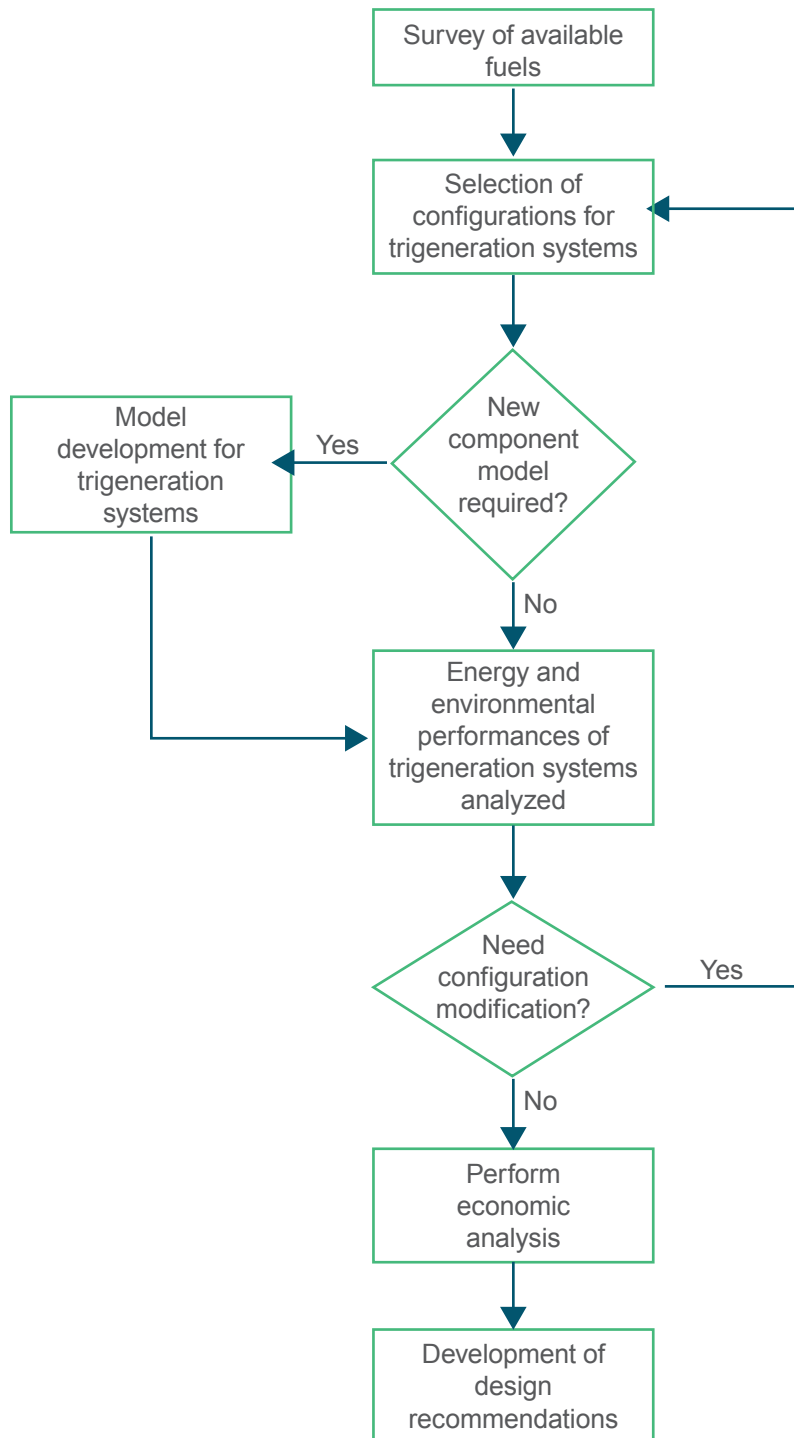 Survey of available
fuels
Selection of
configurations for
trigeneration systems
New
component
model
required?
Yes
Model
development for
trigeneration
systems
No
Energy and
environmental
performances of
trigeneration systems
analyzed
Need
configuration
modification?
Yes
No
Perform
economic
analysis
Development of
design
recommendations